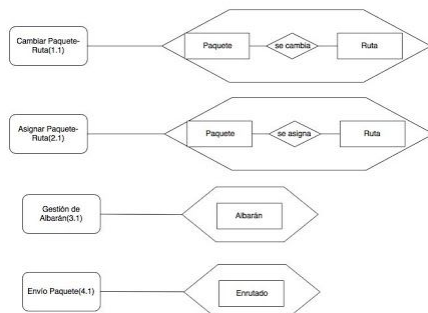 Cambiar Paquete-
Ruta(1.1)
Paquete
se cambia
Ruta
Asignar Paquete-
Ruta(2.1)
Paquete
se asigna
Ruta
Gestión de
Albarán(3.1)
Albarán
Envío Paquete(4.1)
Enrutado